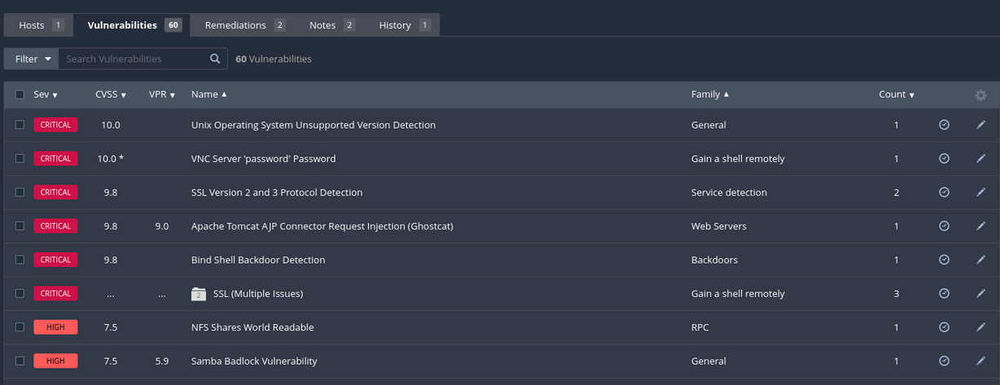 Hosts 1 Vulnerabilities 60 Remediations 2 Notes 2 History 1
Filter Search Vulnerabilities 60 Vulnerabilities
Sev CVSS VPR Name Family Count
CRITICAL 10.0 Unix Operating System Unsupported Version Detection General 1
CRITICAL 10.0 * VNC Server 'password' Password Gain a shell remotely 1
CRITICAL 9.8 SSL Version 2 and 3 Protocol Detection Service detection 2
CRITICAL 9.8 9.0 Apache Tomcat AJP Connector Request Injection (Ghostcat) Web Servers 1
CRITICAL 9.8 Bind Shell Backdoor Detection Backdoors 1
CRITICAL ... ... 2 SSL (Multiple Issues) Gain a shell remotely 3
HIGH 7.5 NFS Shares World Readable RPC 1
HIGH 7.5 5.9 Samba Badlock Vulnerability General 1